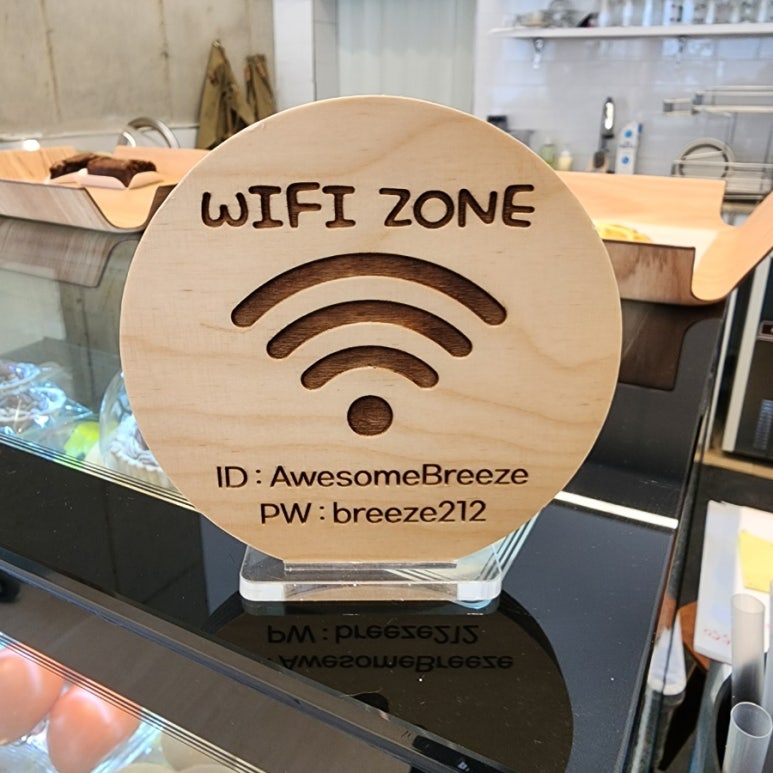 WIFI ZONE
ID : AwesomeBreeze
PW : breeze212